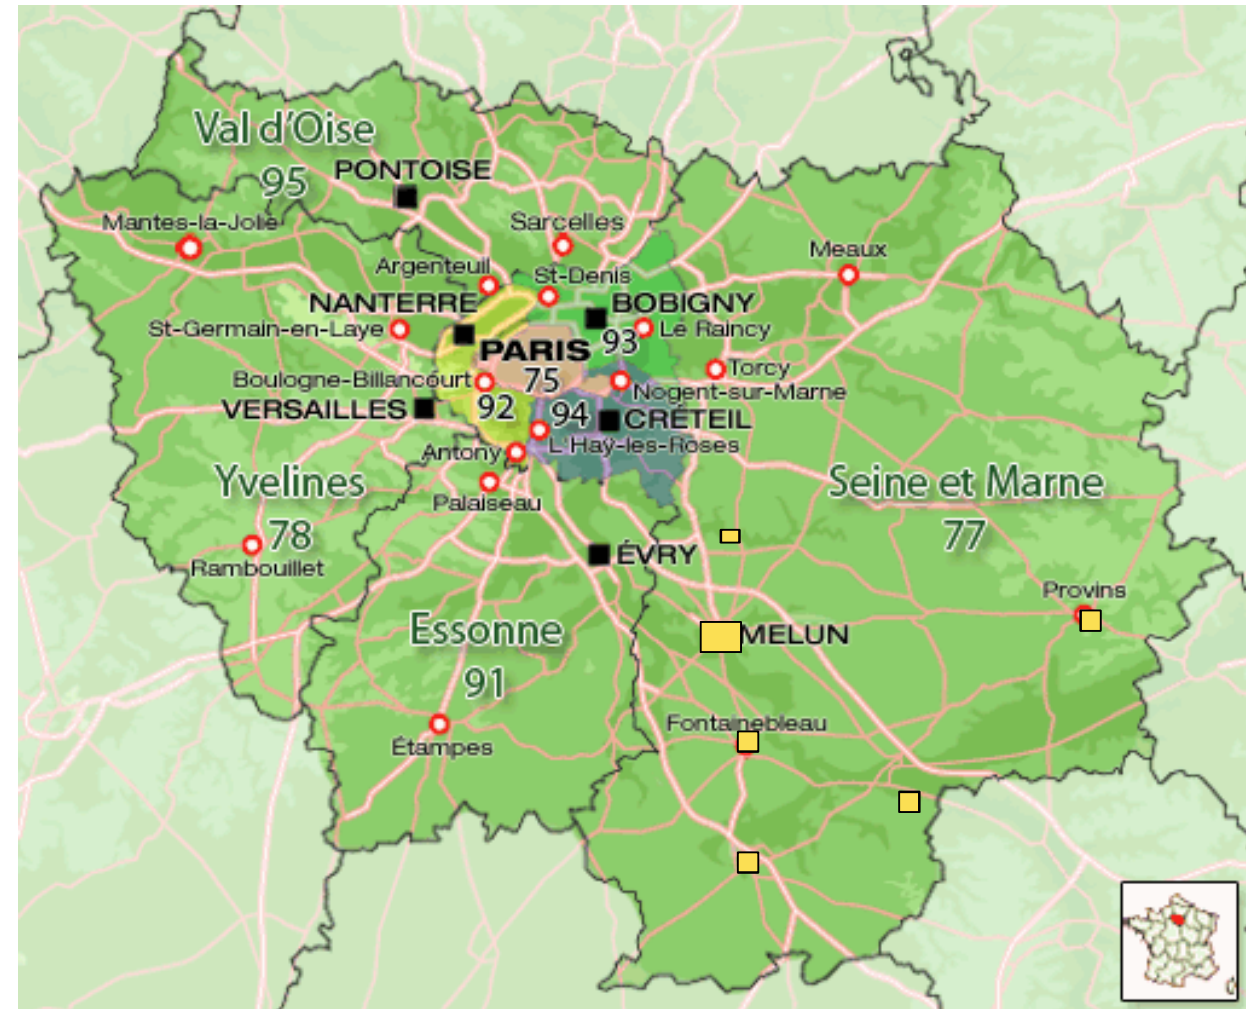 Val d'Oise
95
PONTOISE
Mantes-la-Jolie
Sarcelles
Argenteuil
St-Denis
Meaux
NANTERRE
BOBIGNY
St-Germain-en-Laye
93
Le Raincy
PARIS
75
Torcy
Boulogne-Billancourt
Nogent-sur-Marne
VERSAILLES
92
94
CRÉTEIL
L'Haÿ-les-Roses
Antony
Yvelines
78
Palaiseau
Seine et Marne
77
Rambouillet
ÉVRY
Provins
Essonne
91
MELUN
Fontainebleau
Étampes